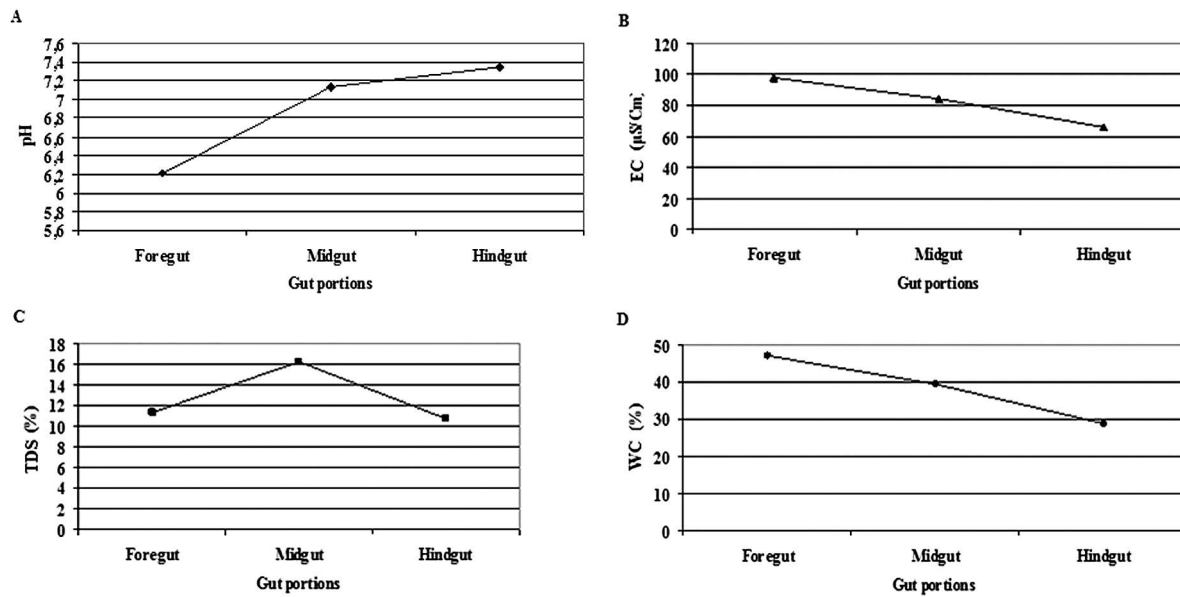 A
7,6
7,4
7,2
7
6,8
6,6
6,4
6,2
6
5,8
5,6
pH
Foregut Midgut Hindgut
Gut portions
B
120
100
80
60
40
20
0
EC (µS/Cm)
Foregut Midgut Hindgut
Gut portions
C
18
16
14
12
10
8
6
4
2
0
TDS (%)
Foregut Midgut Hindgut
Gut portions
D
50
40
30
20
10
0
WC (%)
Foregut Midgut Hindgut
Gut portions